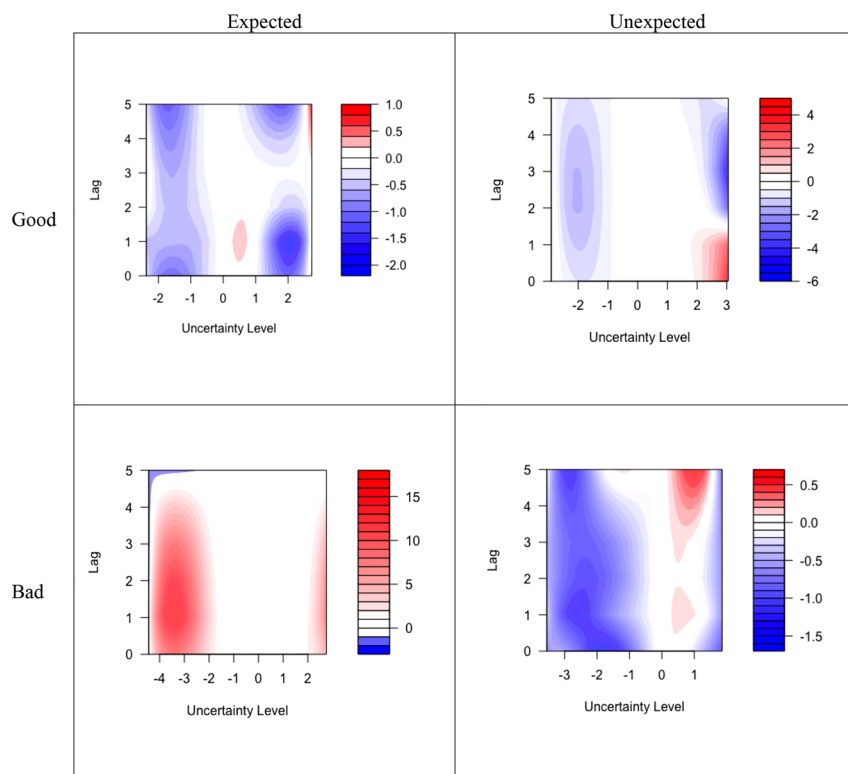 Expected
Unexpected
Good
Bad
5
4
3
2
1
0
Lag
-2 -1 0 1 2
Uncertainty Level
1.0
0.5
0.0
-0.5
-1.0
-1.5
-2.0
5
4
3
2
1
0
Lag
-2 -1 0 1 2 3
Uncertainty Level
4
2
0
-2
-4
-6
5
4
3
2
1
0
Lag
-4 -3 -2 -1 0 1 2
Uncertainty Level
15
10
5
0
5
4
3
2
1
0
Lag
-3 -2 -1 0 1
Uncertainty Level
0.5
0.0
-0.5
-1.0
-1.5